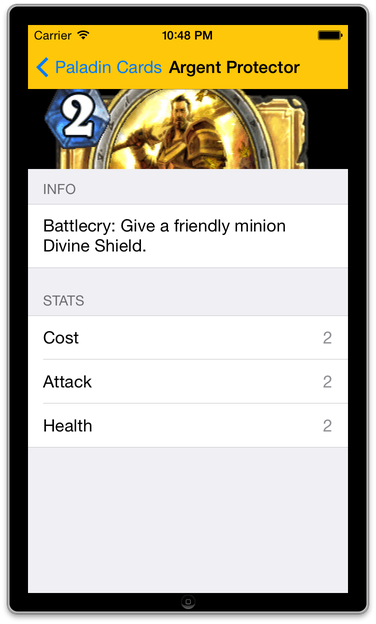 Carrier 10:48 PM
Paladin Cards Argent Protector
2
INFO
Battlecry: Give a friendly minion
Divine Shield.
STATS
Cost 2
Attack 2
Health 2